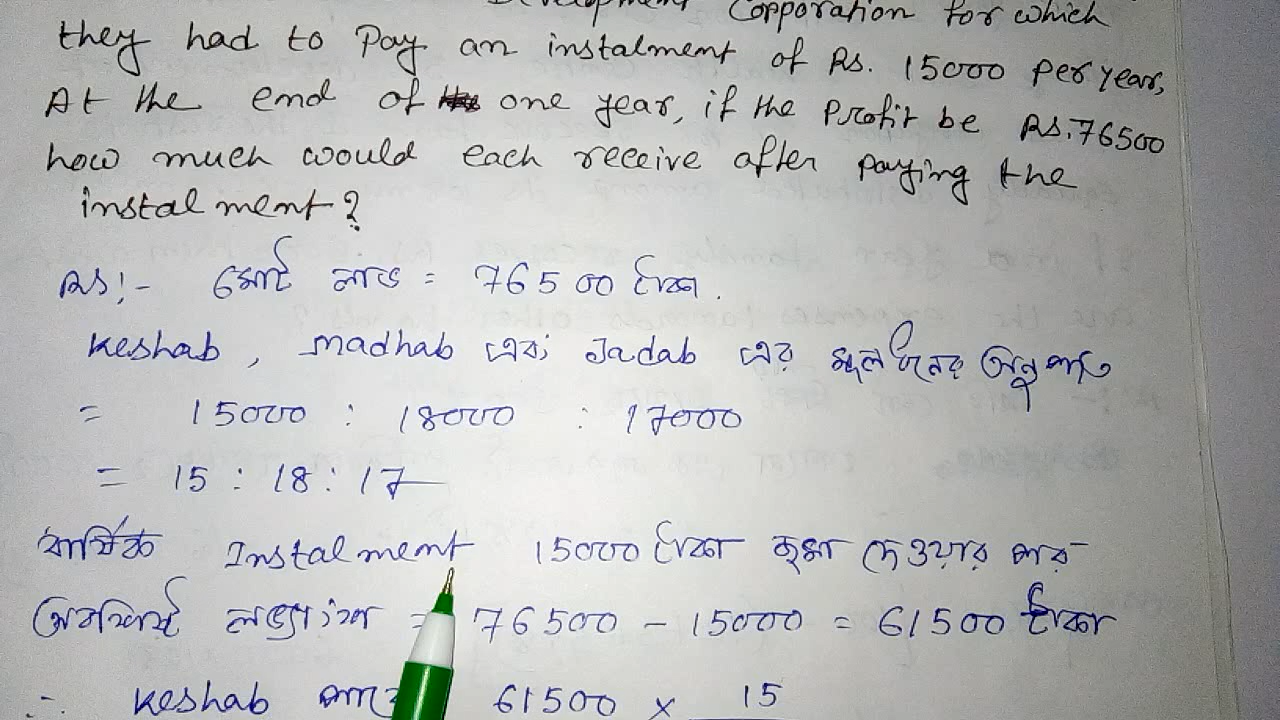 Development Corporation for which
they had to Pay an instalment of Rs. 15000 per year,
At the end of one year, if the Profit be Rs. 76500
how much would each receive after paying the
instalment?
As:- মোট লাভ = 76500 টাকা.
Keshab, Madhab এবং Jadab এর মূলধনের অনুপাত
= 15000 : 18000 : 17000
= 15 : 18 : 17
বার্ষিক Instalment 15000 টাকা জমা দেওয়ার পর
অবশিষ্ট লভ্যাংশ = 76500 - 15000 = 61500 টাকা
∴ Keshab 61500 × 15